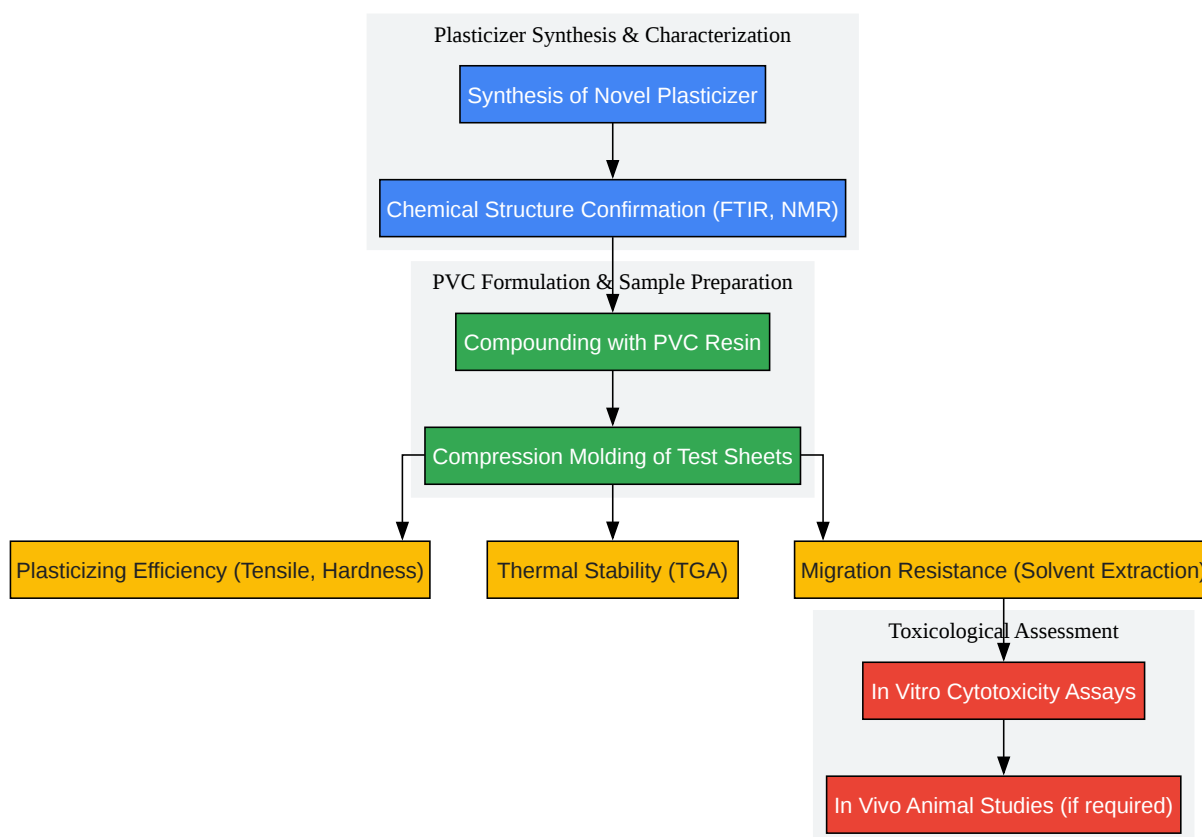 Plasticizer Synthesis & Characterization
Synthesis of Novel Plasticizer
Chemical Structure Confirmation (FTIR, NMR)
PVC Formulation & Sample Preparation
Compounding with PVC Resin
Compression Molding of Test Sheets
Plasticizing Efficiency (Tensile, Hardness)
Thermal Stability (TGA)
Migration Resistance (Solvent Extraction)
Toxicological Assessment
In Vitro Cytotoxicity Assays
In Vivo Animal Studies (if required)